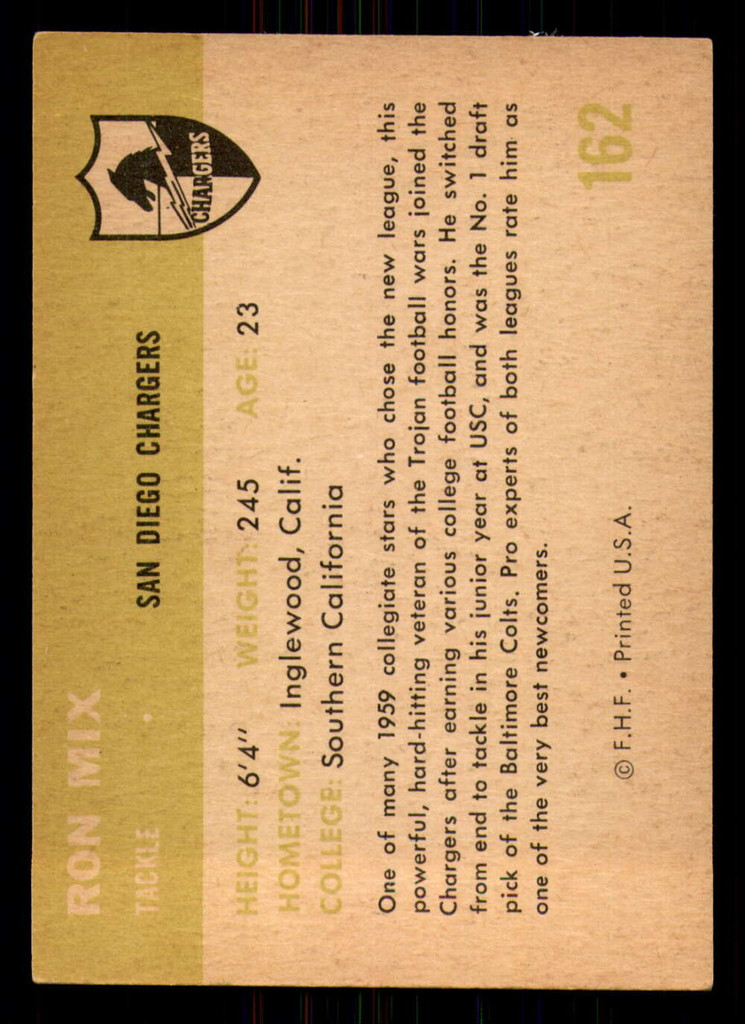 RON MIX
TACKLE
SAN DIEGO CHARGERS
CHARGERS
HEIGHT: 6'4" WEIGHT: 245 AGE: 23
HOMETOWN: Inglewood, Calif.
COLLEGE: Southern California
One of many 1959 collegiate stars who chose the new league, this
powerful, hard-hitting veteran of the Trojan football wars joined the
Chargers after earning various college football honors. He switched
from end to tackle in his junior year at USC, and was the No. 1 draft
pick of the Baltimore Colts. Pro experts of both leagues rate him as
one of the very best newcomers.
162
© F.H.F. • Printed U.S.A.